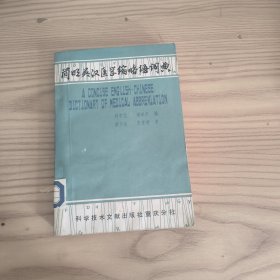 简明英汉医学缩略语词典
A CONCISE ENGLISH-CHINESE
DICTIONARY OF MEDICAL ABBREVIATION
科学技术文献出版社重庆分社